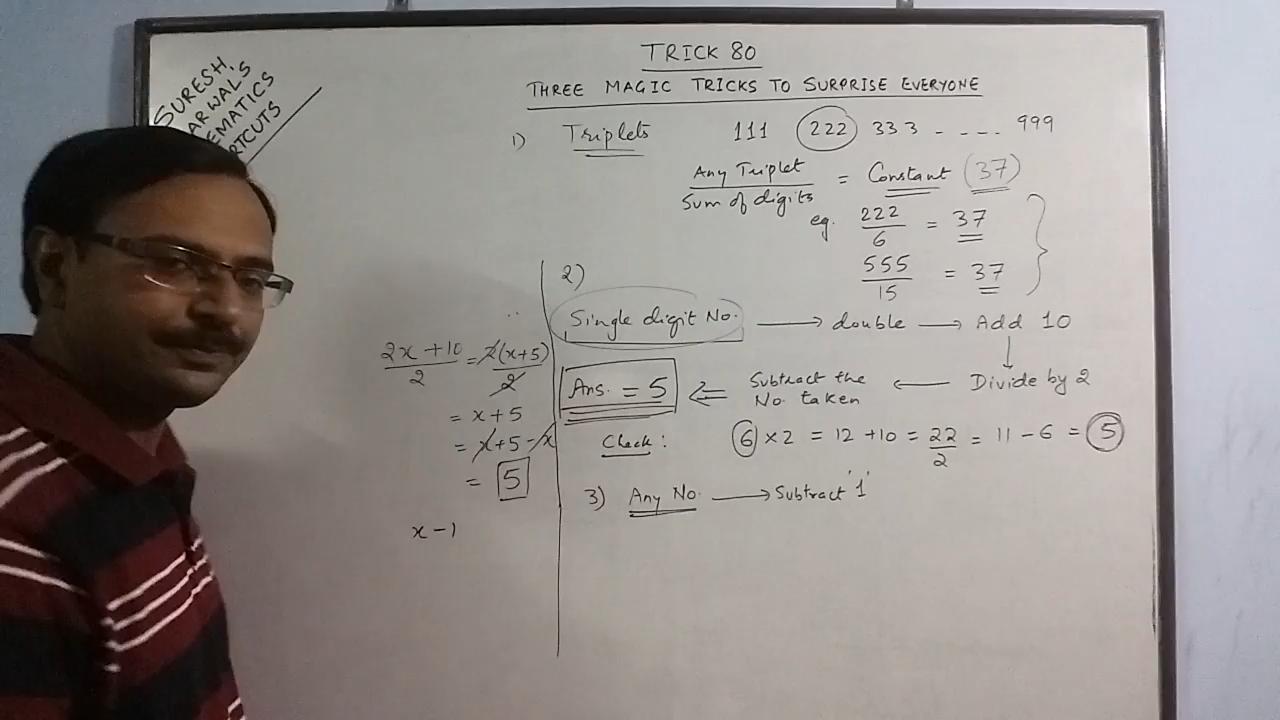 SURESH
ARWAL'S
EMATICS
RTCUTS
TRICK 80
THREE MAGIC TRICKS TO SURPRISE EVERYONE
1) Triplets 111 222 333 - - - - 999
Any Triplet / Sum of digits = Constant (37)
eg. 222/6 = 37
555/15 = 37
2)
Single digit No. → double → Add 10
↓
Ans. = 5 ⇐ Subtract the No. taken ← Divide by 2
Check: 6 × 2 = 12 + 10 = 22/2 = 11 - 6 = 5
3) Any No. → Subtract '1'
2x + 10 / 2 = 2(x+5) / 2
= x + 5
= x + 5 - x
= 5
x - 1